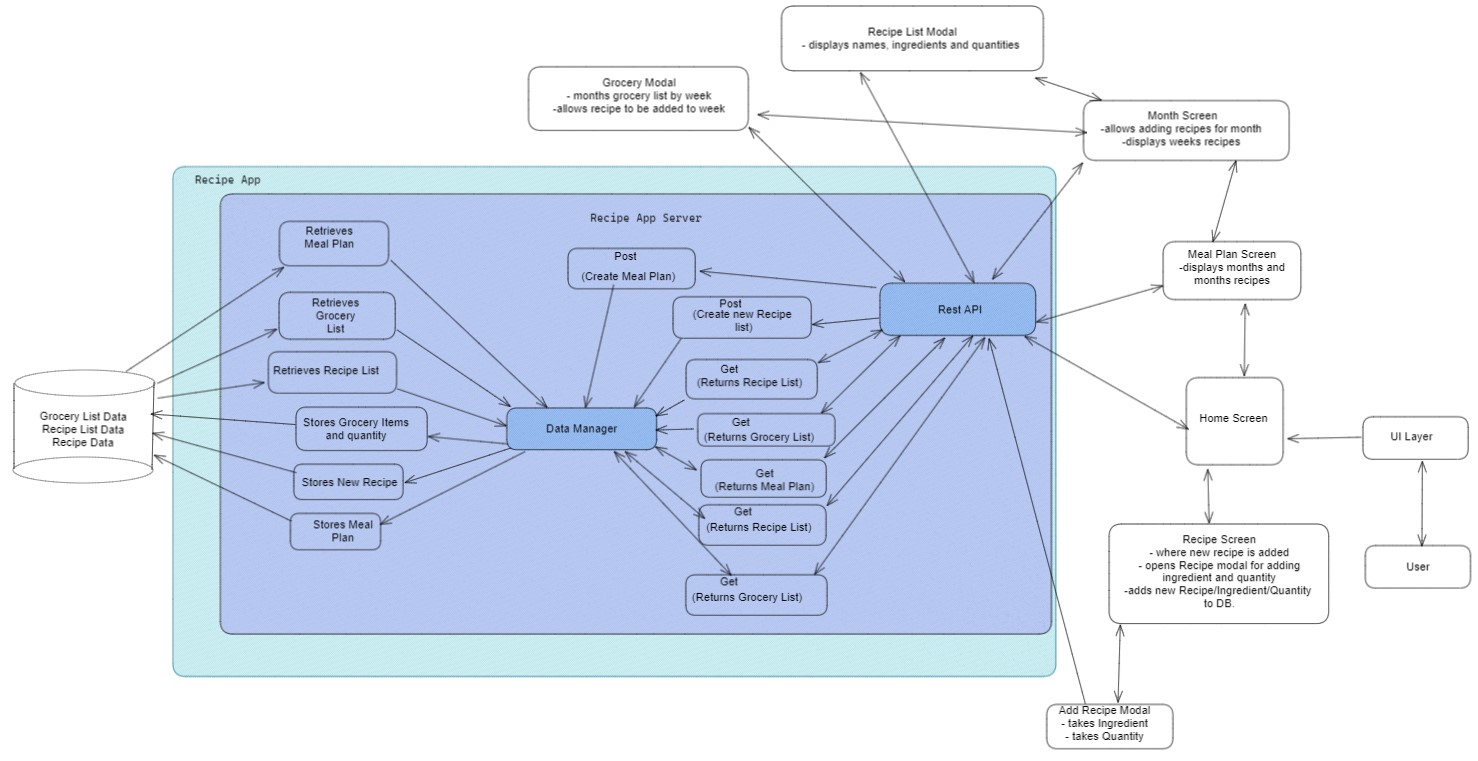 Recipe List Modal
- displays names, ingredients and quantities
Grocery Modal
- months grocery list by week
-allows recipe to be added to week
Month Screen
-allows adding recipes for month
-displays weeks recipes
Recipe App
Recipe App Server
Retrieves
Meal Plan
Post
(Create Meal Plan)
Meal Plan Screen
-displays months and
months recipes
Retrieves
Grocery
List
Post
(Create new Recipe
list)
Rest API
Retrieves Recipe List
Get
(Returns Recipe List)
Grocery List Data
Recipe List Data
Recipe Data
Stores Grocery Items
and quantity
Data Manager
Get
(Returns Grocery List)
Home Screen
UI Layer
Stores New Recipe
Get
(Returns Meal Plan)
Stores Meal
Plan
Get
(Returns Recipe List)
Get
(Returns Grocery List)
Recipe Screen
- where new recipe is added
- opens Recipe modal for adding
ingredient and quantity
-adds new Recipe/Ingredient/Quantity
to DB.
User
Add Recipe Modal
- takes Ingredient
- takes Quantity